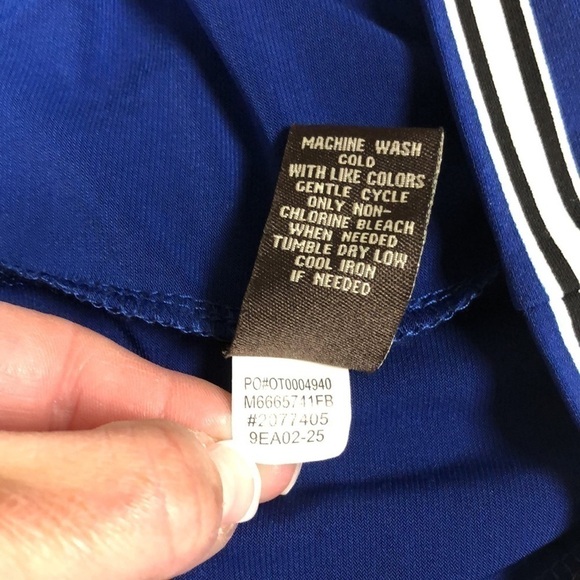 MACHINE WASH
COLD
WITH LIKE COLORS
GENTLE CYCLE
ONLY NON-
CHLORINE BLEACH
WHEN NEEDED
TUMBLE DRY LOW
COOL IRON
IF NEEDED
PO#OT0004940
M6665741FB
#2077405
9EA02-25